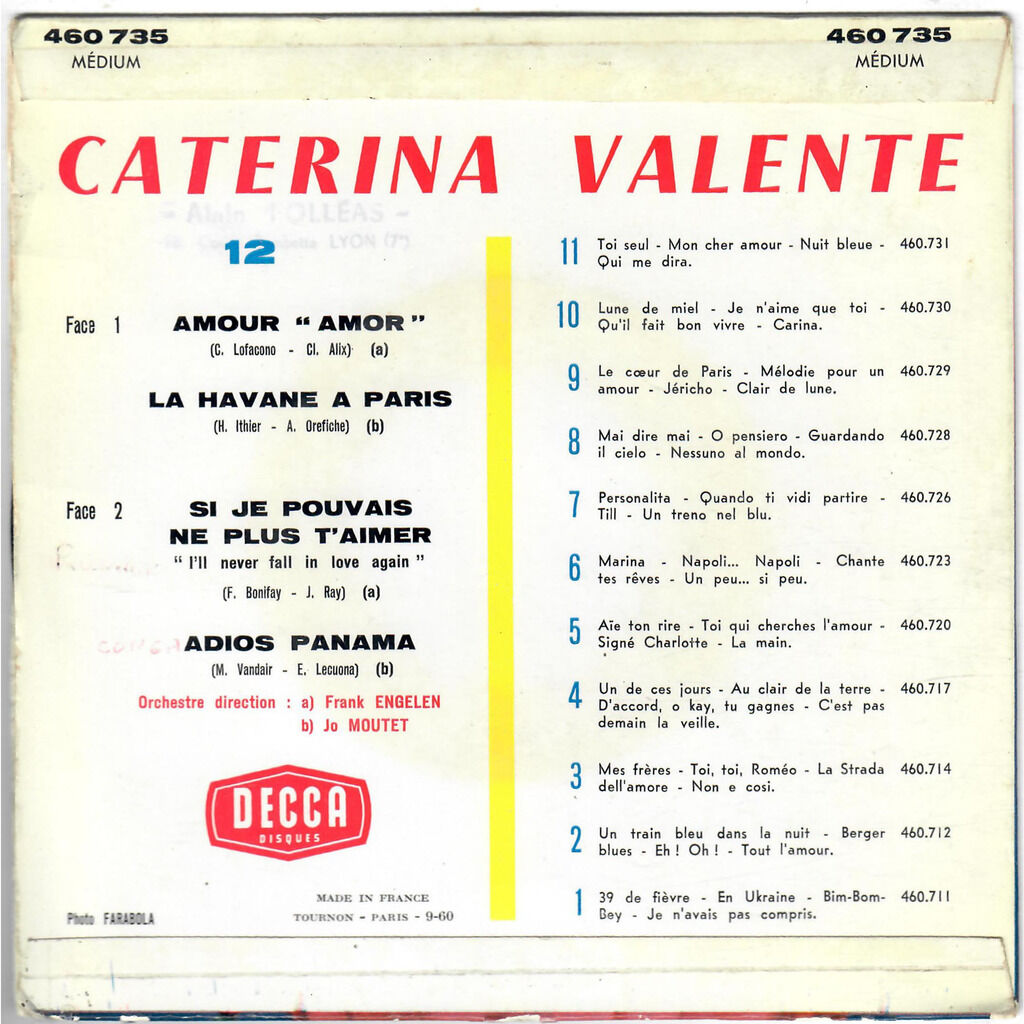 460 735
MÉDIUM
460 735
MÉDIUM
CATERINA VALENTE
OLLÉAS -
LYON (7e)
12
Face 1
AMOUR “ AMOR ”
(C. Lofacono - Cl. Alix) (a)
LA HAVANE A PARIS
(H. Ithier - A. Orefiche) (b)
Face 2
SI JE POUVAIS
NE PLUS T'AIMER
“ I'll never fall in love again ”
(F. Bonifay - J. Ray) (a)
ADIOS PANAMA
(M. Vandair - E. Lecuona) (b)
Orchestre direction : a) Frank ENGELEN
b) Jo MOUTET
DECCA
DISQUES
MADE IN FRANCE
TOURNON - PARIS - 9-60
Photo FARABOLA
11 Toi seul - Mon cher amour - Nuit bleue - 460.731
Qui me dira.
10 Lune de miel - Je n'aime que toi - 460.730
Qu'il fait bon vivre - Carina.
9 Le cœur de Paris - Mélodie pour un 460.729
amour - Jéricho - Clair de lune.
8 Mai dire mai - O pensiero - Guardando 460.728
il cielo - Nessuno al mondo.
7 Personalita - Quando ti vidi partire - 460.726
Till - Un treno nel blu.
6 Marina - Napoli... Napoli - Chante 460.723
tes rêves - Un peu... si peu.
5 Aïe ton rire - Toi qui cherches l'amour - 460.720
Signé Charlotte - La main.
4 Un de ces jours - Au clair de la terre - 460.717
D'accord, o kay, tu gagnes - C'est pas
demain la veille.
3 Mes frères - Toi, toi, Roméo - La Strada 460.714
dell'amore - Non e cosi.
2 Un train bleu dans la nuit - Berger 460.712
blues - Eh ! Oh ! - Tout l'amour.
1 39 de fièvre - En Ukraine - Bim-Bom- 460.711
Bey - Je n'avais pas compris.